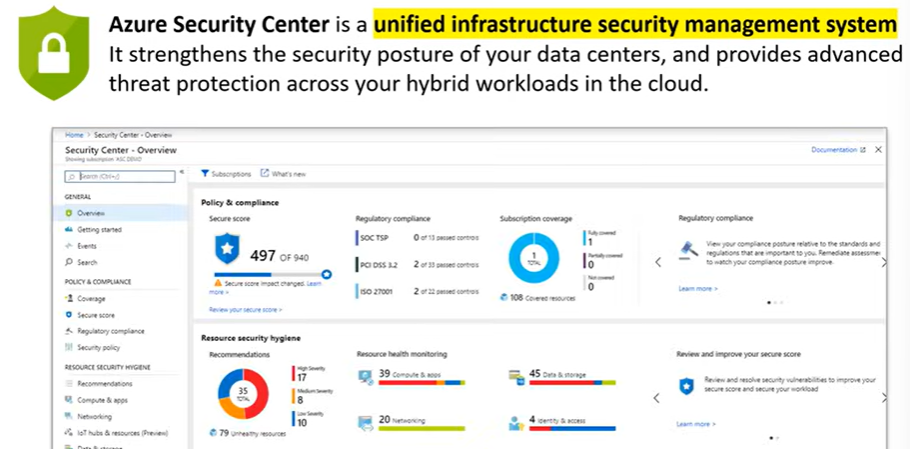 Azure Security Center is a unified infrastructure security management system
It strengthens the security posture of your data centers, and provides advanced
threat protection across your hybrid workloads in the cloud.
Home > Security Center - Overview
Security Center - Overview
Showing subscription 'ASC DEMO'
Documentation
Search (Ctrl+/)
Subscriptions
What's new
GENERAL
Overview
Getting started
Events
Search
POLICY & COMPLIANCE
Coverage
Secure score
Regulatory compliance
Security policy
RESOURCE SECURITY HYGIENE
Recommendations
Compute & apps
Networking
IoT hubs & resources (Preview)
Data & storage
Policy & compliance
Secure score
497 OF 940
Secure score impact changed. Learn
more >
Review your secure score >
Regulatory compliance
SOC TSP 0 of 13 passed controls
PCI DSS 3.2 2 of 35 passed controls
ISO 27001 2 of 22 passed controls
Subscription coverage
1
TOTAL
Fully covered
1
Partially covered
0
Not covered
0
108 Covered resources
Regulatory compliance
View your compliance posture relative to the standards and
regulations that are important to you. Remediate assessme
to watch your compliance posture improve.
Learn more >
Resource security hygiene
Recommendations
35
TOTAL
High Severity
17
Medium Severity
8
Low Severity
10
79 Unhealthy resources
Resource health monitoring
39 Compute & apps
45 Data & storage
20 Networking
4 Identity & access
Review and improve your secure score
Review and resolve security vulnerabilities to improve your
secure score and secure your workload
Learn more >